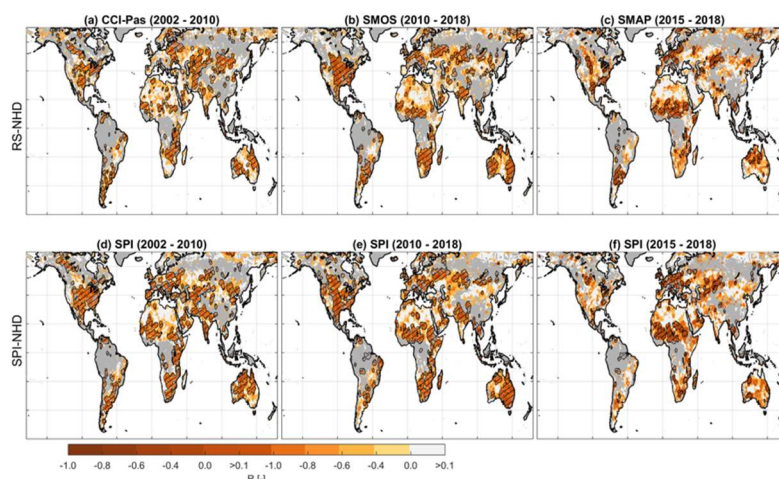 (a) CCI-Pas (2002 - 2010)
(b) SMOS (2010 - 2018)
(c) SMAP (2015 - 2018)
RS-NHD
(d) SPI (2002 - 2010)
(e) SPI (2010 - 2018)
(f) SPI (2015 - 2018)
SPI-NHD
-1.0 -0.8 -0.6 -0.4 0.0 >0.1 -1.0 -0.8 -0.6 -0.4 0.0 >0.1